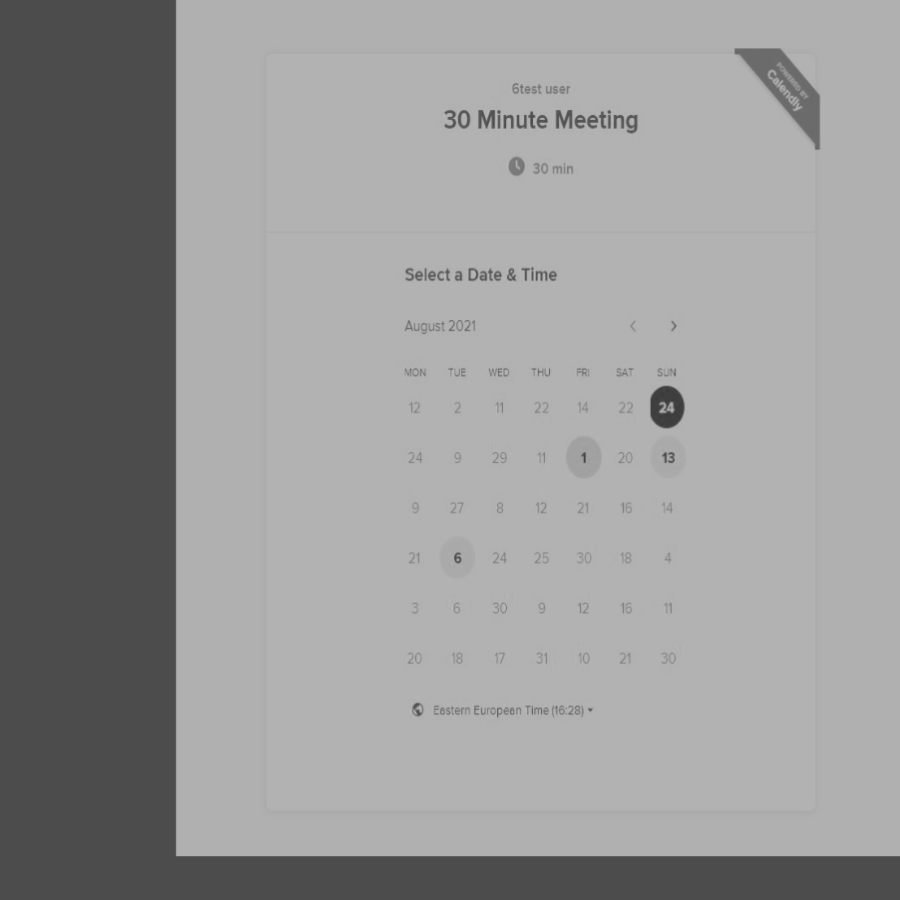 POWERED BY
Calendly
6test user
30 Minute Meeting
30 min
Select a Date & Time
August 2021
MON TUE WED THU FRI SAT SUN
12 2 11 22 14 22 24
24 9 29 11 1 20 13
9 27 8 12 21 16 14
21 6 24 25 30 18 4
3 6 30 9 12 16 11
20 18 17 31 10 21 30
Eastern European Time (16:28)